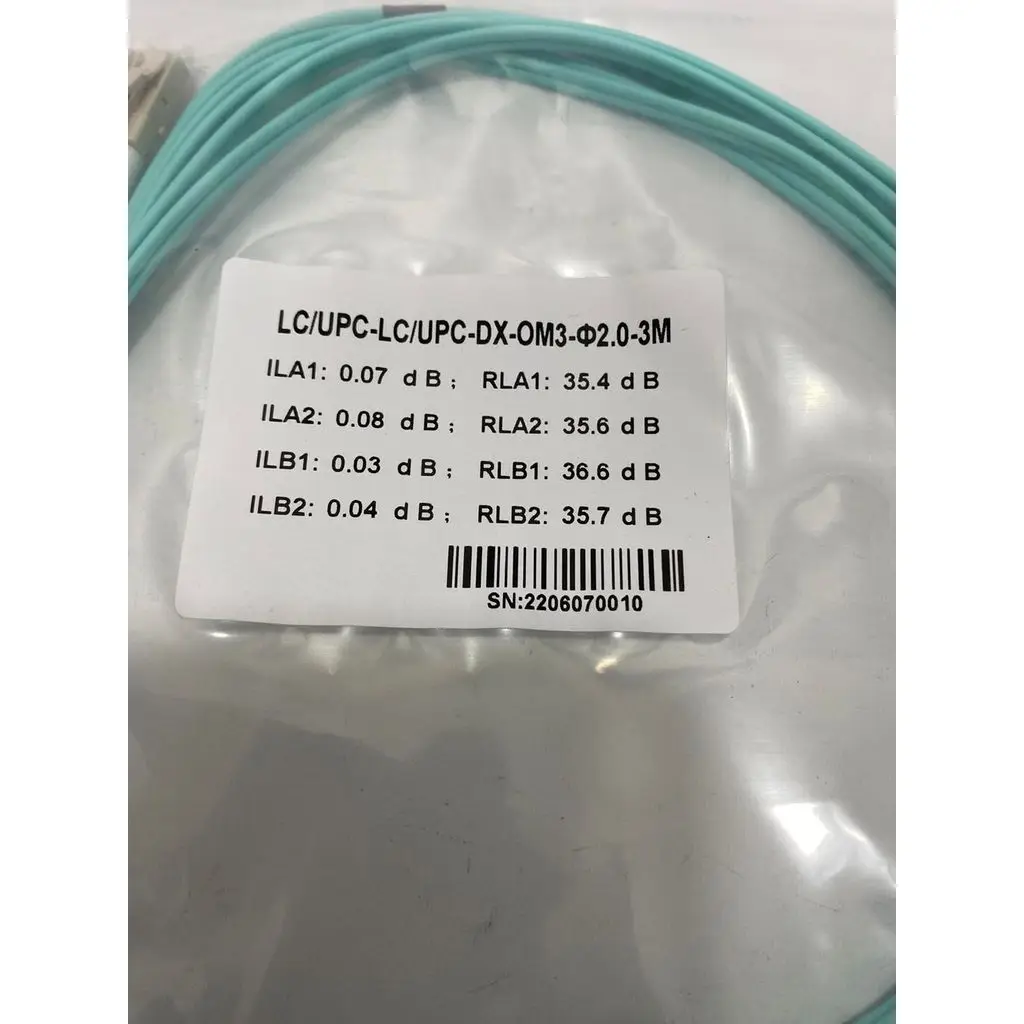 LC/UPC-LC/UPC-DX-OM3-Φ2.0-3M
ILA1: 0.07 dB; RLA1: 35.4 dB
ILA2: 0.08 dB; RLA2: 35.6 dB
ILB1: 0.03 dB; RLB1: 36.6 dB
ILB2: 0.04 dB; RLB2: 35.7 dB
SN:2206070010